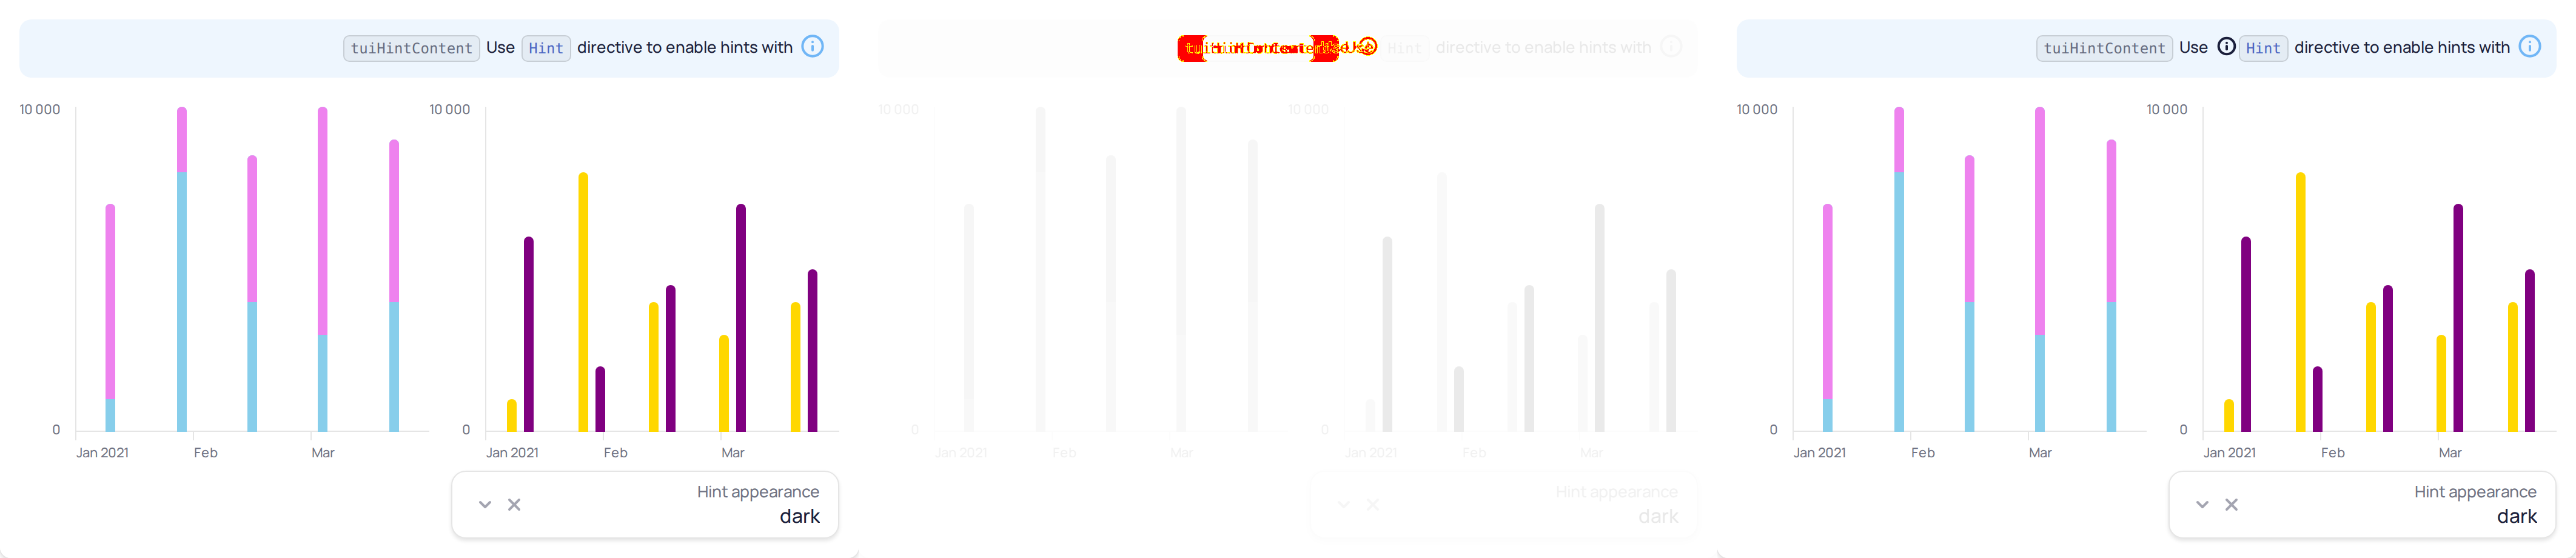 tuiHintContent Use Hint directive to enable hints with
10 000
10 000
0
0
Jan 2021 Feb Mar
Jan 2021 Feb Mar
Hint appearance
dark
Hint directive to enable hints with
10 000
10 000
0
0
Jan 2021 Feb Mar
Jan 2021 Feb Mar
Hint appearance
dark
tuiHintContent Use Hint directive to enable hints with
10 000
10 000
0
0
Jan 2021 Feb Mar
Jan 2021 Feb Mar
Hint appearance
dark